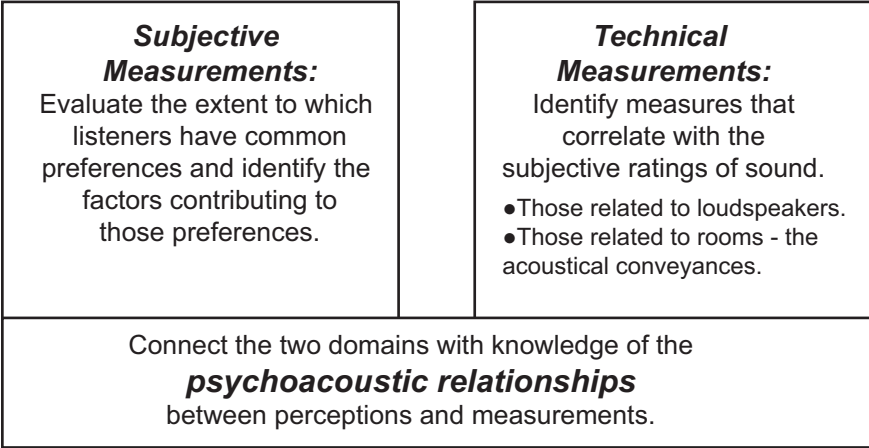 Subjective
Measurements:
Evaluate the extent to which
listeners have common
preferences and identify the
factors contributing to
those preferences.
Technical
Measurements:
Identify measures that
correlate with the
subjective ratings of sound.
●Those related to loudspeakers.
●Those related to rooms - the
acoustical conveyances.
Connect the two domains with knowledge of the
psychoacoustic relationships
between perceptions and measurements.